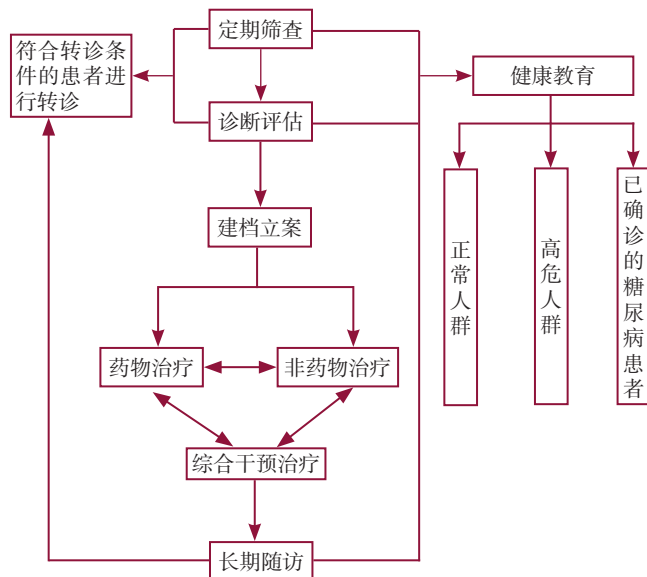 定期筛查
符合转诊条
件的患者进
行转诊
健康教育
诊断评估
建档立案
正常人群
高危人群
已确诊的糖尿病患者
药物治疗
非药物治疗
综合干预治疗
长期随访